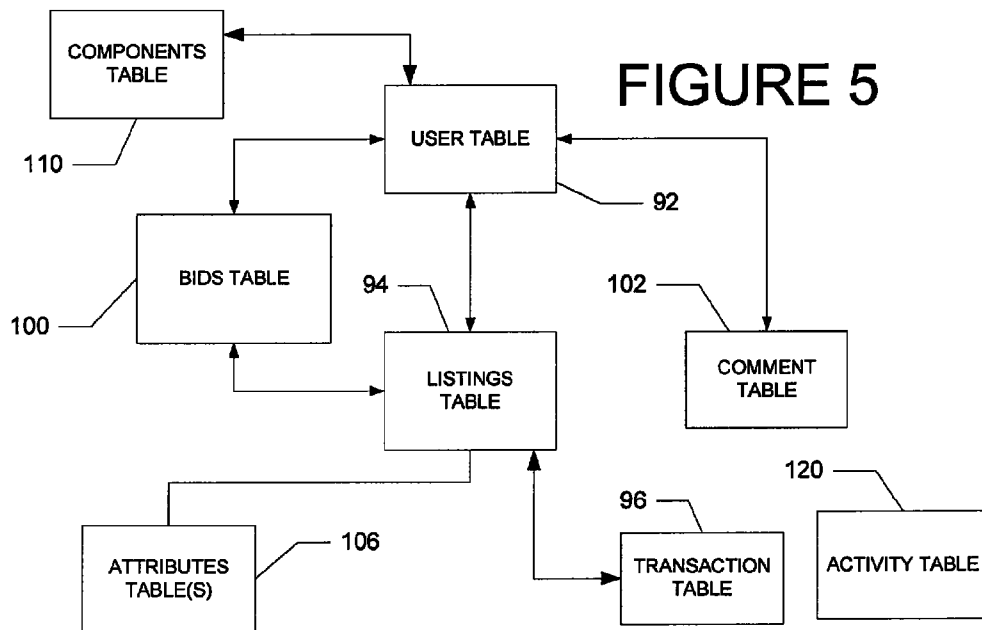 COMPONENTS
TABLE
FIGURE 5
110
USER TABLE
92
BIDS TABLE
100
94
102
LISTINGS
TABLE
COMMENT
TABLE
120
96
ATTRIBUTES
TABLE(S)
106
TRANSACTION
TABLE
ACTIVITY TABLE